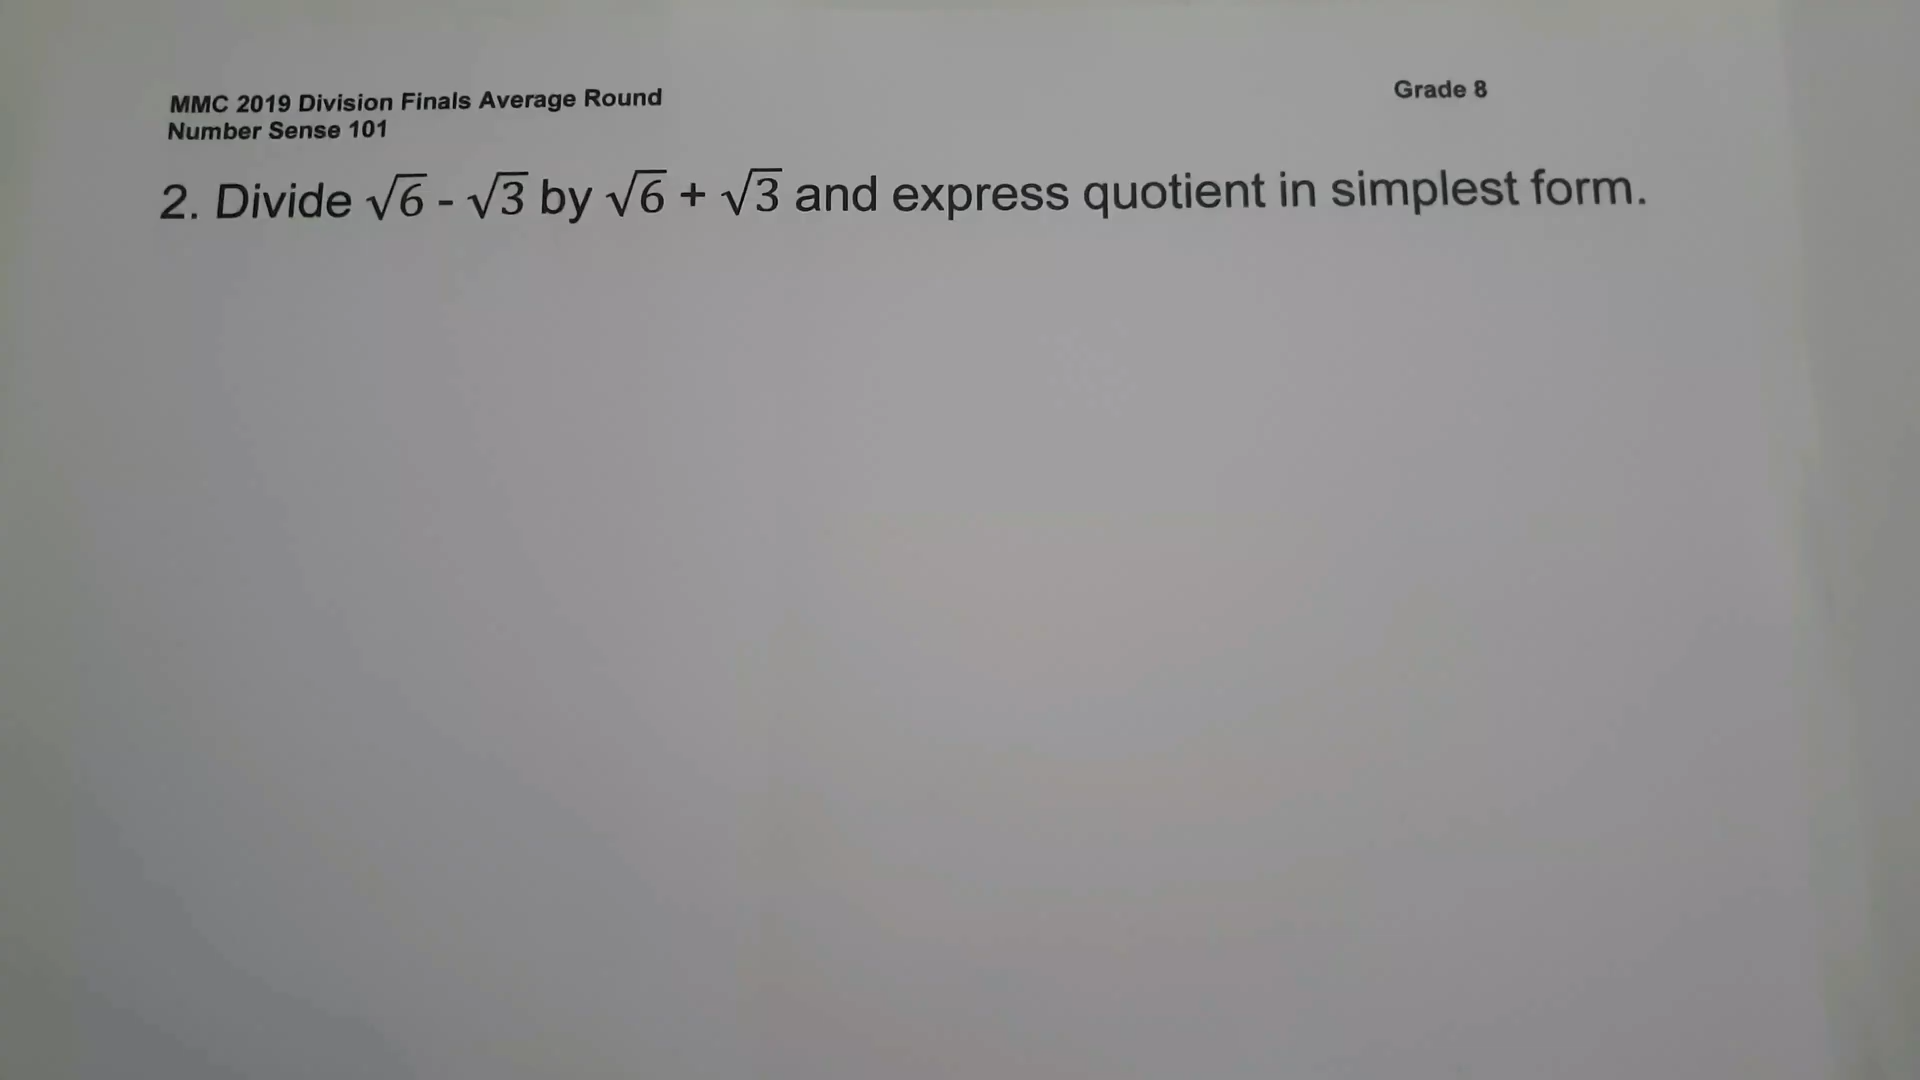 MMC 2019 Division Finals Average Round
Grade 8
Number Sense 101
2. Divide √6 - √3 by √6 + √3 and express quotient in simplest form.